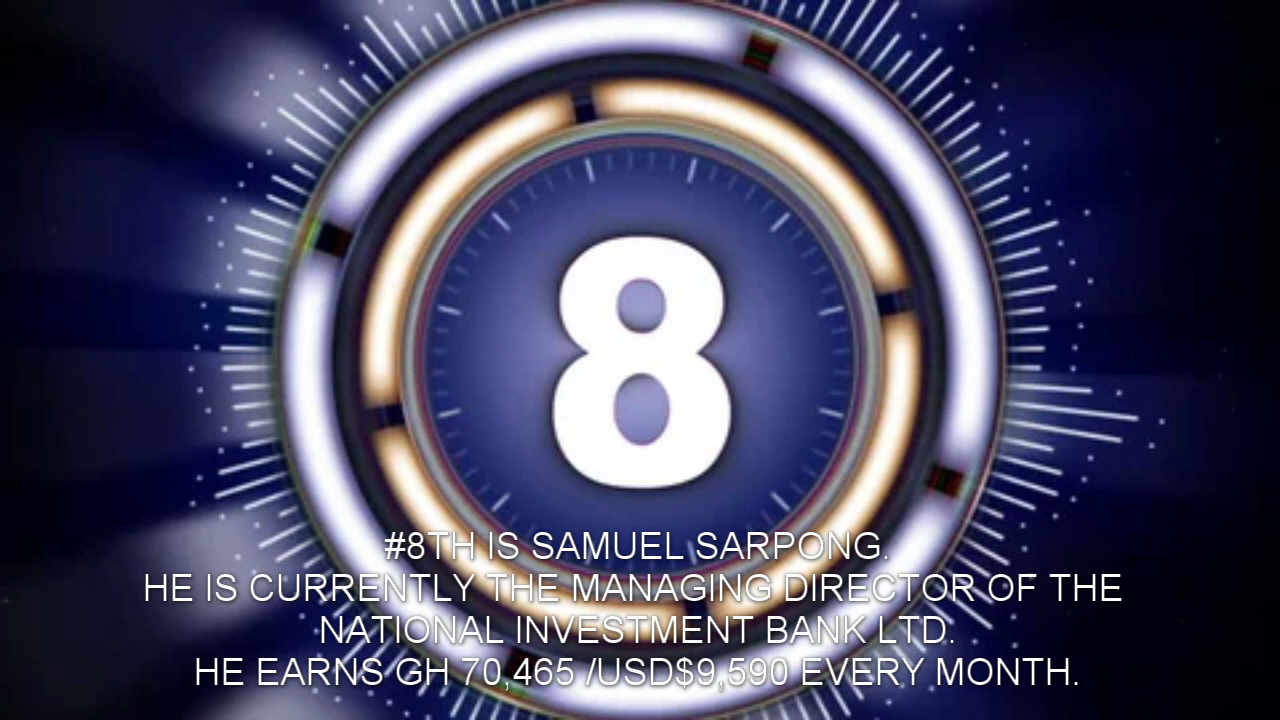 8
#8TH IS SAMUEL SARPONG.
HE IS CURRENTLY THE MANAGING DIRECTOR OF THE
NATIONAL INVESTMENT BANK LTD.
HE EARNS GH 70,465 /USD$9,590 EVERY MONTH.